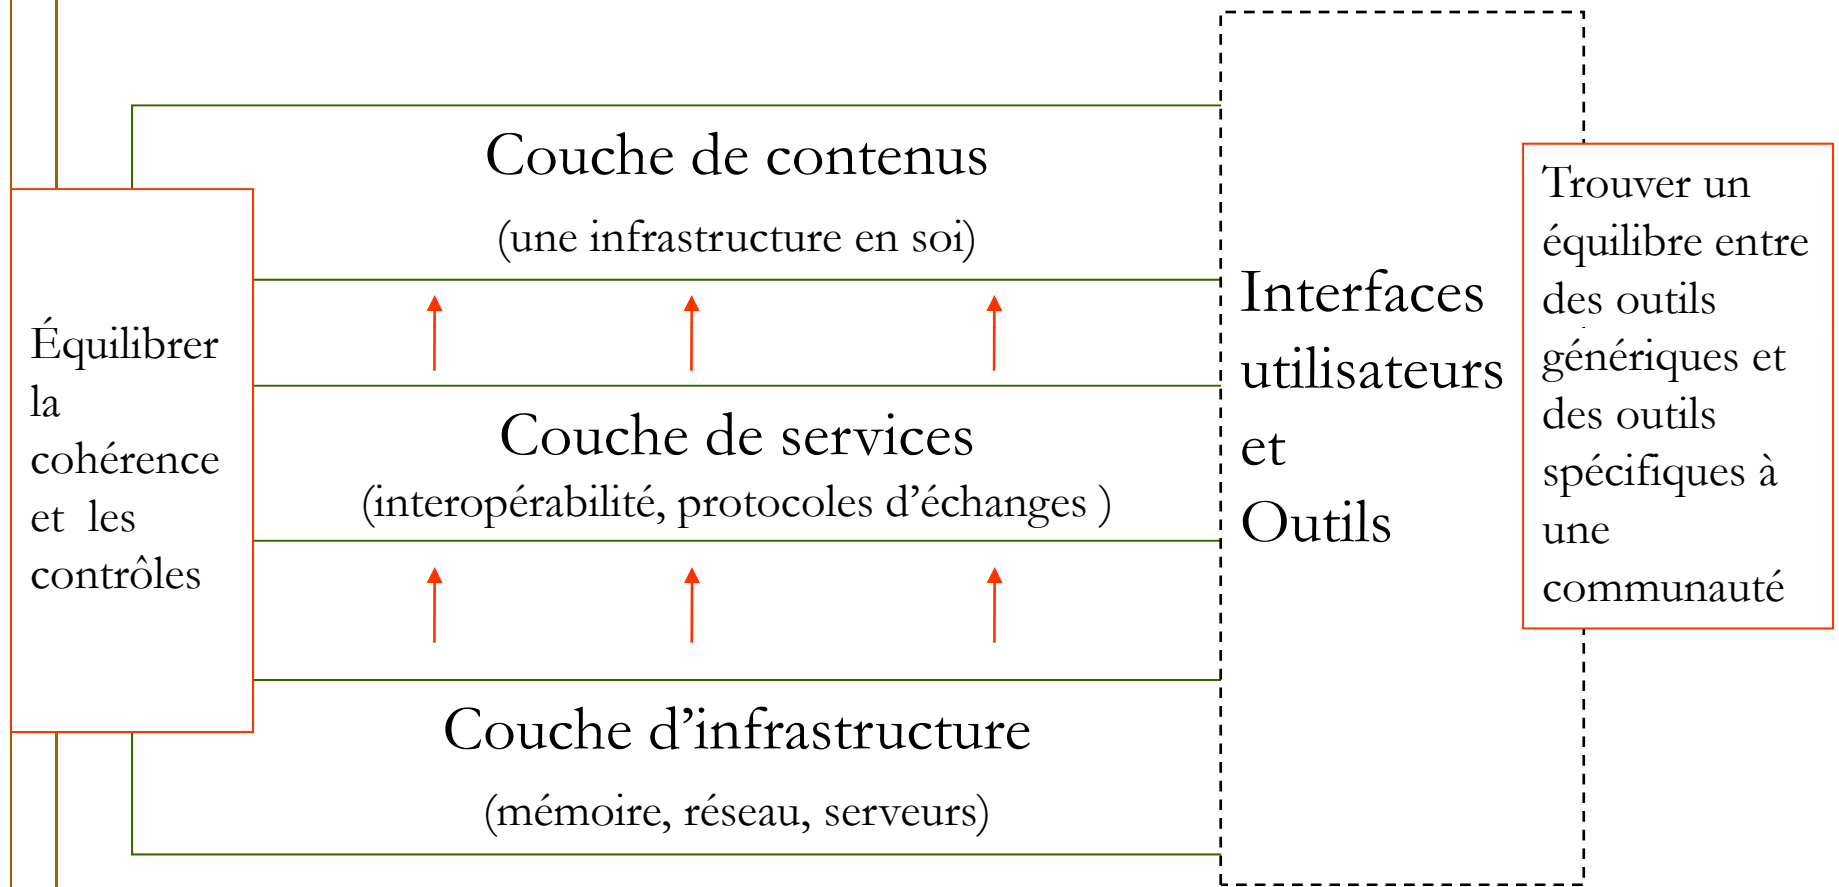 Couche de contenus
(une infrastructure en soi)
Équilibrer
la
cohérence
et les
contrôles
Couche de services
(interopérabilité, protocoles d’échanges )
Couche d’infrastructure
(mémoire, réseau, serveurs)
Interfaces
utilisateurs
et
Outils
Trouver un
équilibre entre
des outils
génériques et
des outils
spécifiques à
une
communauté